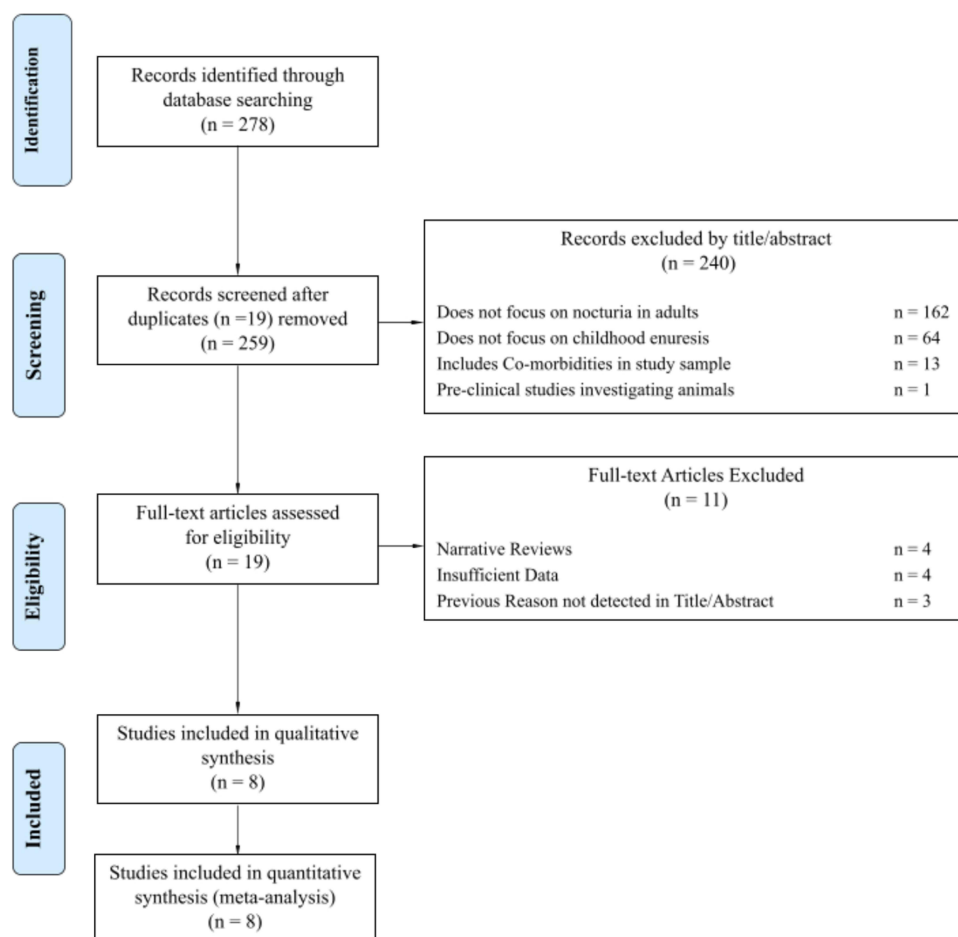 Identification
Records identified through
database searching
(n = 278)
Screening
Records screened after
duplicates (n =19) removed
(n = 259)
Records excluded by title/abstract
(n = 240)
Does not focus on nocturia in adults n = 162
Does not focus on childhood enuresis n = 64
Includes Co-morbidities in study sample n = 13
Pre-clinical studies investigating animals n = 1
Eligibility
Full-text articles assessed
for eligibility
(n = 19)
Full-text Articles Excluded
(n = 11)
Narrative Reviews n = 4
Insufficient Data n = 4
Previous Reason not detected in Title/Abstract n = 3
Included
Studies included in qualitative
synthesis
(n = 8)
Studies included in quantitative
synthesis (meta-analysis)
(n = 8)